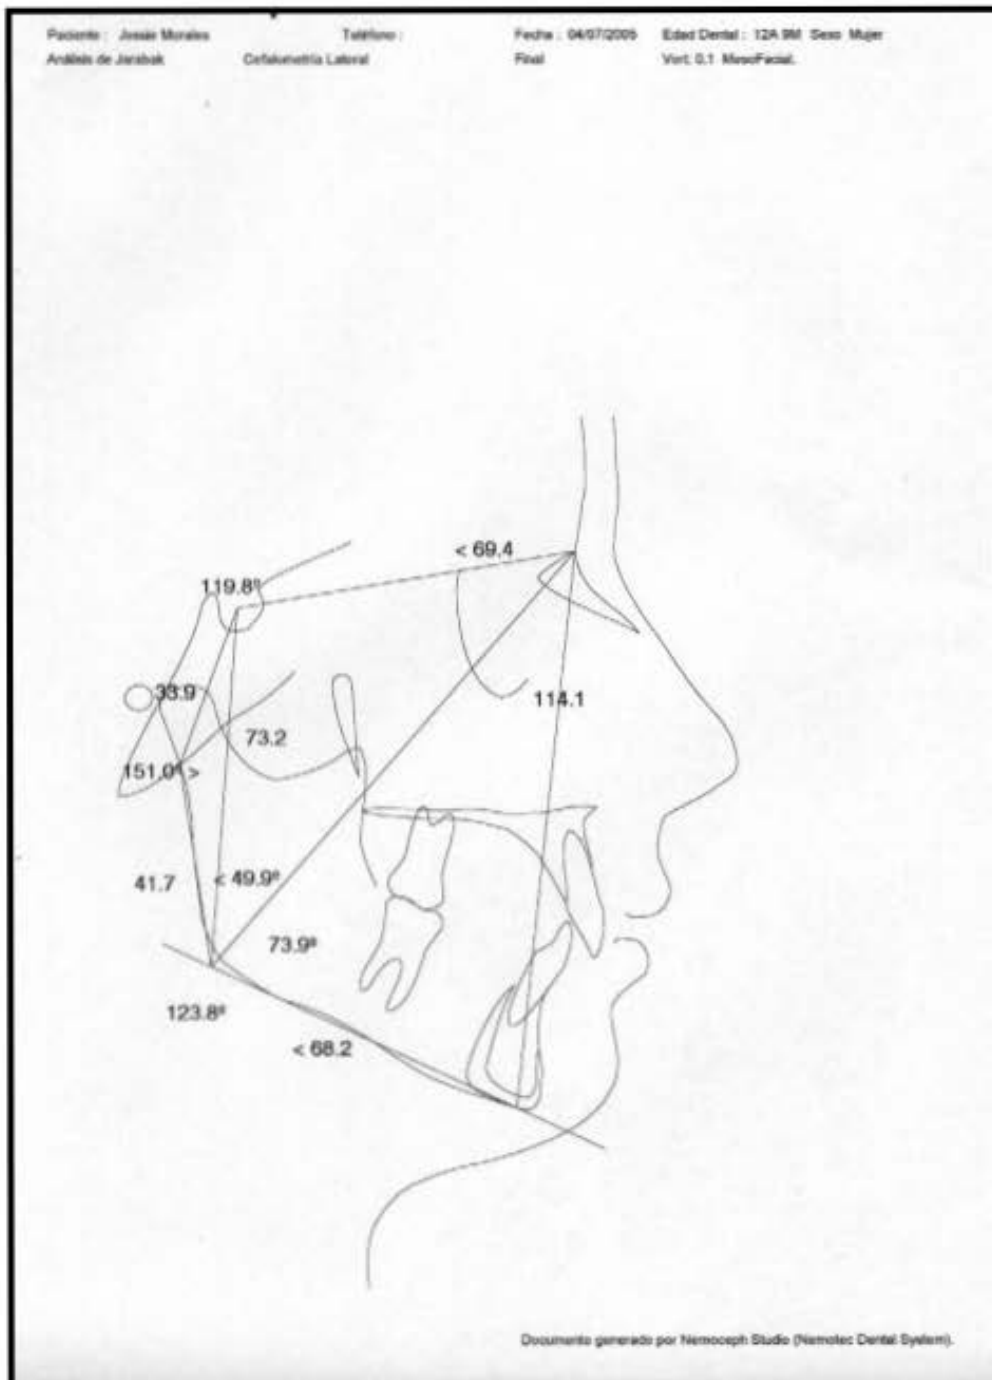 Paciente : Jossie Morales Teléfono : Fecha : 04/07/2005 Edad Dental : 12A 9M Sexo Mujer
Análisis de Jarabak Cefalometría Lateral Final Vert. 0.1 MesoFacial.
< 69.4
119.8º
33.9
114.1
73.2
151.0º >
41.7
< 49.9º
73.9º
123.8º
< 68.2
Documento generado por Nemoceph Studio (Nemotec Dental System).